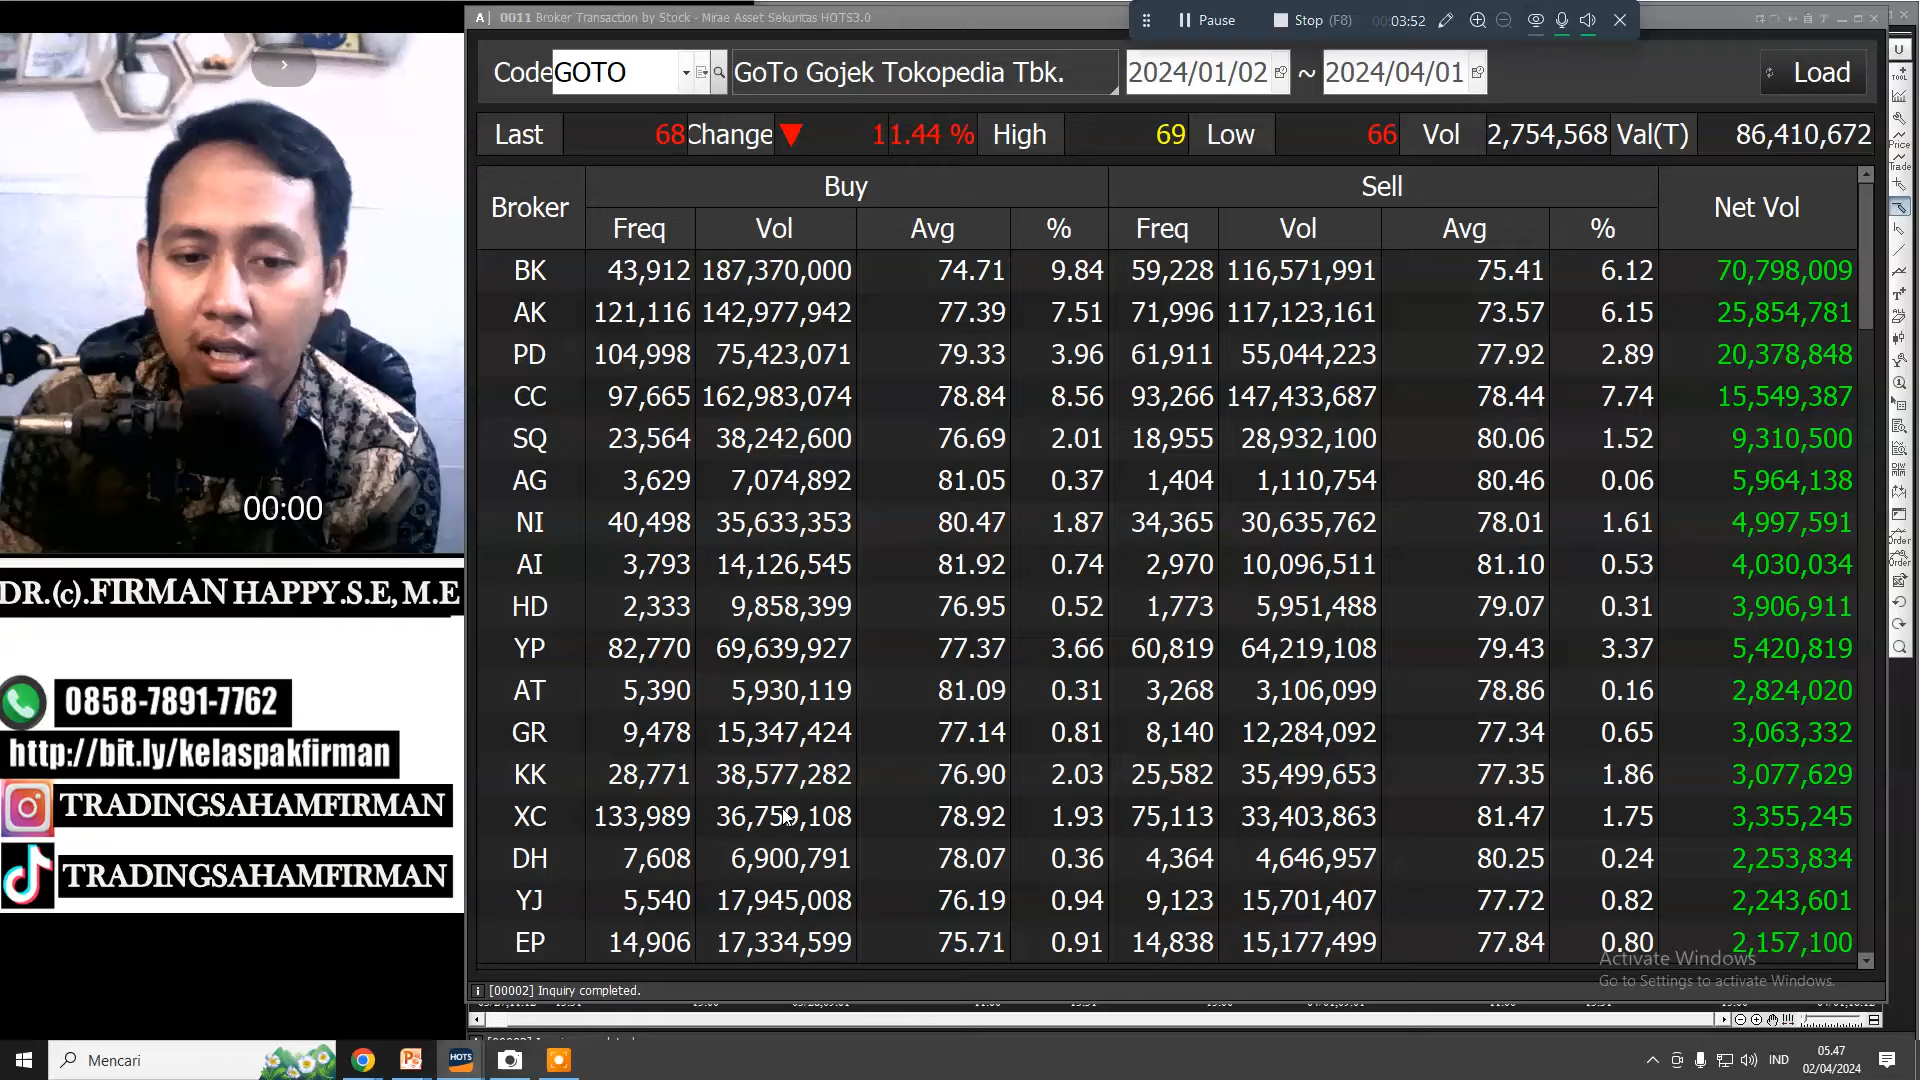 0011 Broker Transaction by Stock - Mirae Asset Sekuritas HOTS3.0
Pause Stop (F8) 00:03:52
Code GOTO GoTo Gojek Tokopedia Tbk. 2024/01/02 ~ 2024/04/01 Load
Last 68 Change ▼ 1 1.44 % High 69 Low 66 Vol 2,754,568 Val(T) 86,410,672
Broker Buy Sell Net Vol
Freq Vol Avg % Freq Vol Avg %
BK 43,912 187,370,000 74.71 9.84 59,228 116,571,991 75.41 6.12 70,798,009
AK 121,116 142,977,942 77.39 7.51 71,996 117,123,161 73.57 6.15 25,854,781
PD 104,998 75,423,071 79.33 3.96 61,911 55,044,223 77.92 2.89 20,378,848
CC 97,665 162,983,074 78.84 8.56 93,266 147,433,687 78.44 7.74 15,549,387
SQ 23,564 38,242,600 76.69 2.01 18,955 28,932,100 80.06 1.52 9,310,500
AG 3,629 7,074,892 81.05 0.37 1,404 1,110,754 80.46 0.06 5,964,138
NI 40,498 35,633,353 80.47 1.87 34,365 30,635,762 78.01 1.61 4,997,591
AI 3,793 14,126,545 81.92 0.74 2,970 10,096,511 81.10 0.53 4,030,034
HD 2,333 9,858,399 76.95 0.52 1,773 5,951,488 79.07 0.31 3,906,911
YP 82,770 69,639,927 77.37 3.66 60,819 64,219,108 79.43 3.37 5,420,819
AT 5,390 5,930,119 81.09 0.31 3,268 3,106,099 78.86 0.16 2,824,020
GR 9,478 15,347,424 77.14 0.81 8,140 12,284,092 77.34 0.65 3,063,332
KK 28,771 38,577,282 76.90 2.03 25,582 35,499,653 77.35 1.86 3,077,629
XC 133,989 36,759,108 78.92 1.93 75,113 33,403,863 81.47 1.75 3,355,245
DH 7,608 6,900,791 78.07 0.36 4,364 4,646,957 80.25 0.24 2,253,834
YJ 5,540 17,945,008 76.19 0.94 9,123 15,701,407 77.72 0.82 2,243,601
EP 14,906 17,334,599 75.71 0.91 14,838 15,177,499 77.84 0.80 2,157,100
[00002] Inquiry completed.
Activate Windows
Go to Settings to activate Windows.
00:00
DR.(c).FIRMAN HAPPY.S.E, M.E
0858-7891-7762
http://bit.ly/kelaspakfirman
TRADINGSAHAMFIRMAN
TRADINGSAHAMFIRMAN
Mencari
HOTS
IND
05.47
02/04/2024